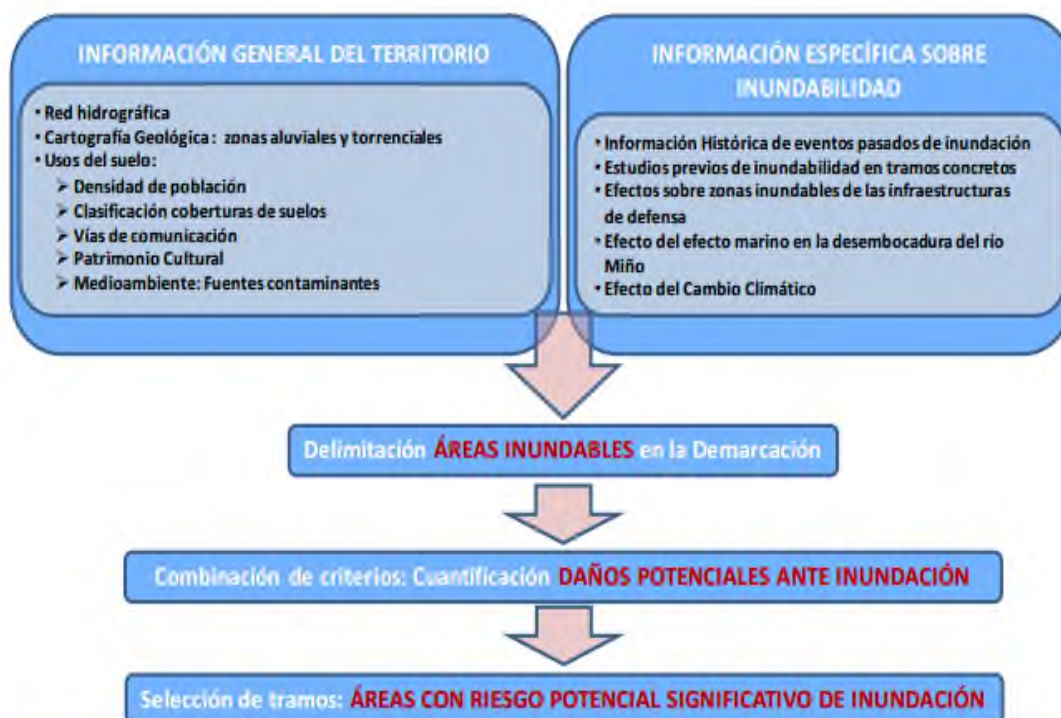 INFORMACIÓN GENERAL DEL TERRITORIO
• Red hidrográfica
• Cartografía Geológica : zonas aluviales y torrenciales
• Usos del suelo:
➢ Densidad de población
➢ Clasificación coberturas de suelos
➢ Vías de comunicación
➢ Patrimonio Cultural
➢ Medioambiente: Fuentes contaminantes
INFORMACIÓN ESPECÍFICA SOBRE
INUNDABILIDAD
• Información Histórica de eventos pasados de inundación
• Estudios previos de inundabilidad en tramos concretos
• Efectos sobre zonas inundables de las infraestructuras
de defensa
• Efecto del efecto marino en la desembocadura del río
Miño
• Efecto del Cambio Climático
Delimitación ÁREAS INUNDABLES en la Demarcación
Combinación de criterios: Cuantificación DAÑOS POTENCIALES ANTE INUNDACIÓN
Selección de tramos: ÁREAS CON RIESGO POTENCIAL SIGNIFICATIVO DE INUNDACIÓN